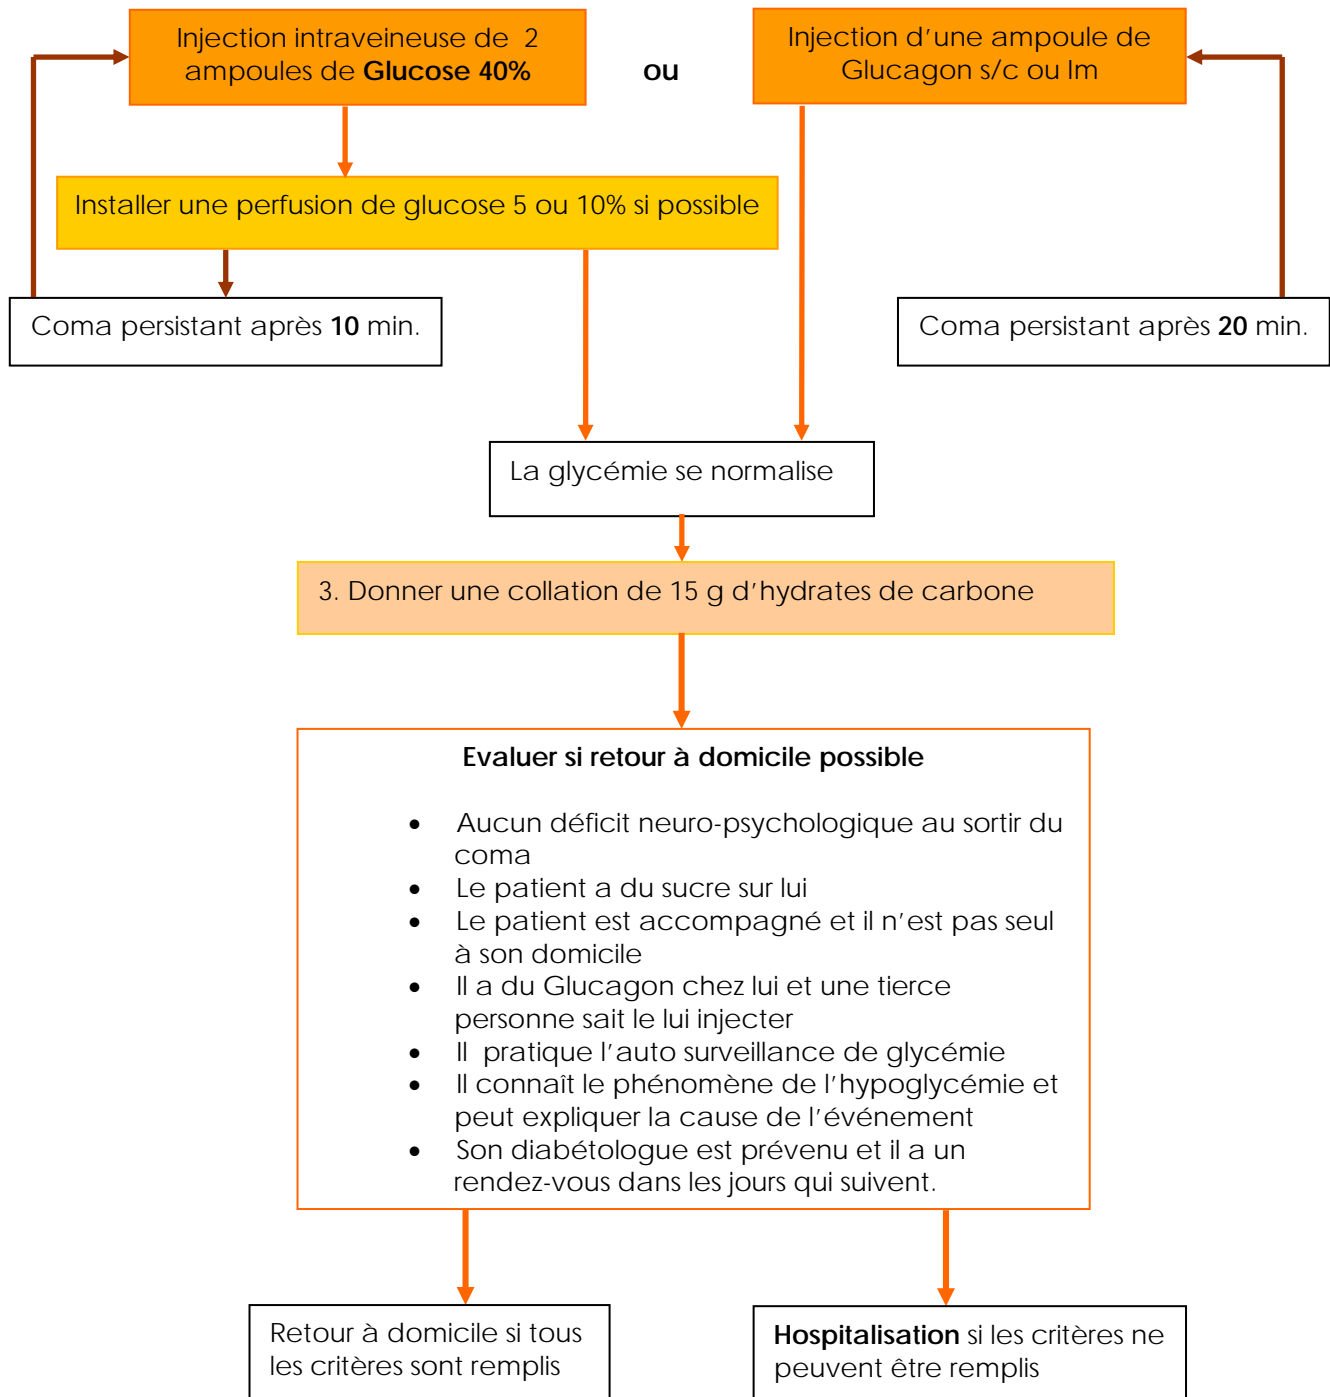 Injection intraveineuse de 2
ampoules de Glucose 40%
ou
Injection d’une ampoule de
Glucagon s/c ou Im
Installer une perfusion de glucose 5 ou 10% si possible
Coma persistant après 10 min.
Coma persistant après 20 min.
La glycémie se normalise
3. Donner une collation de 15 g d’hydrates de carbone
Evaluer si retour à domicile possible
• Aucun déficit neuro-psychologique au sortir du
coma
• Le patient a du sucre sur lui
• Le patient est accompagné et il n’est pas seul
à son domicile
• Il a du Glucagon chez lui et une tierce
personne sait le lui injecter
• Il pratique l’auto surveillance de glycémie
• Il connaît le phénomène de l’hypoglycémie et
peut expliquer la cause de l’événement
• Son diabétologue est prévenu et il a un
rendez-vous dans les jours qui suivent.
Retour à domicile si tous
les critères sont remplis
Hospitalisation si les critères ne
peuvent être remplis